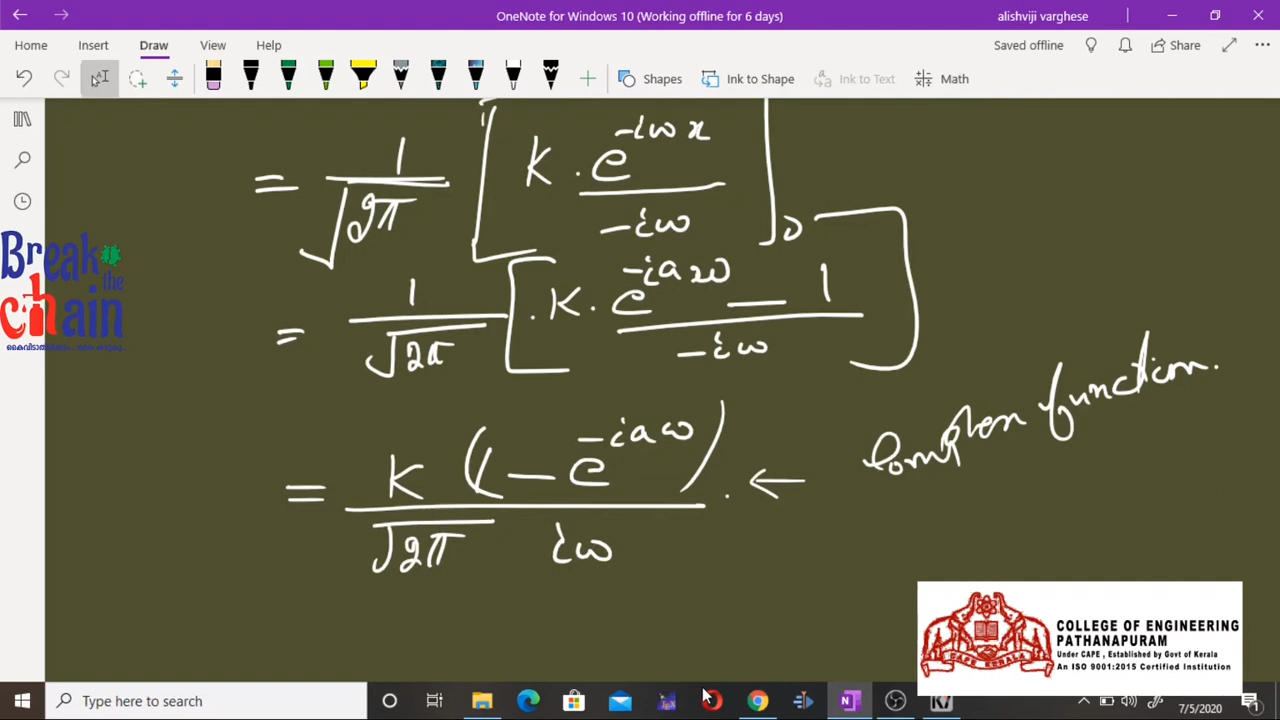 OneNote for Windows 10 (Working offline for 6 days)
alishviji varghese
Home Insert Draw View Help
Saved offline
Share
Shapes
Ink to Shape
Ink to Text
Math
= 1/√2π [ k · e^(-iωx) / -iω ]₀
= 1/√2π [ . k · e^(-iaω) — 1 / -iω ]
= k (1 - e^(-iaω)) / √2π iω . ← Complex function.
Break
the
chain
COLLEGE OF ENGINEERING
PATHANAPURAM
Under CAPE , Established by Govt of Kerala
An ISO 9001:2015 Certified Institution
CAPE KERALA
Type here to search
7/5/2020